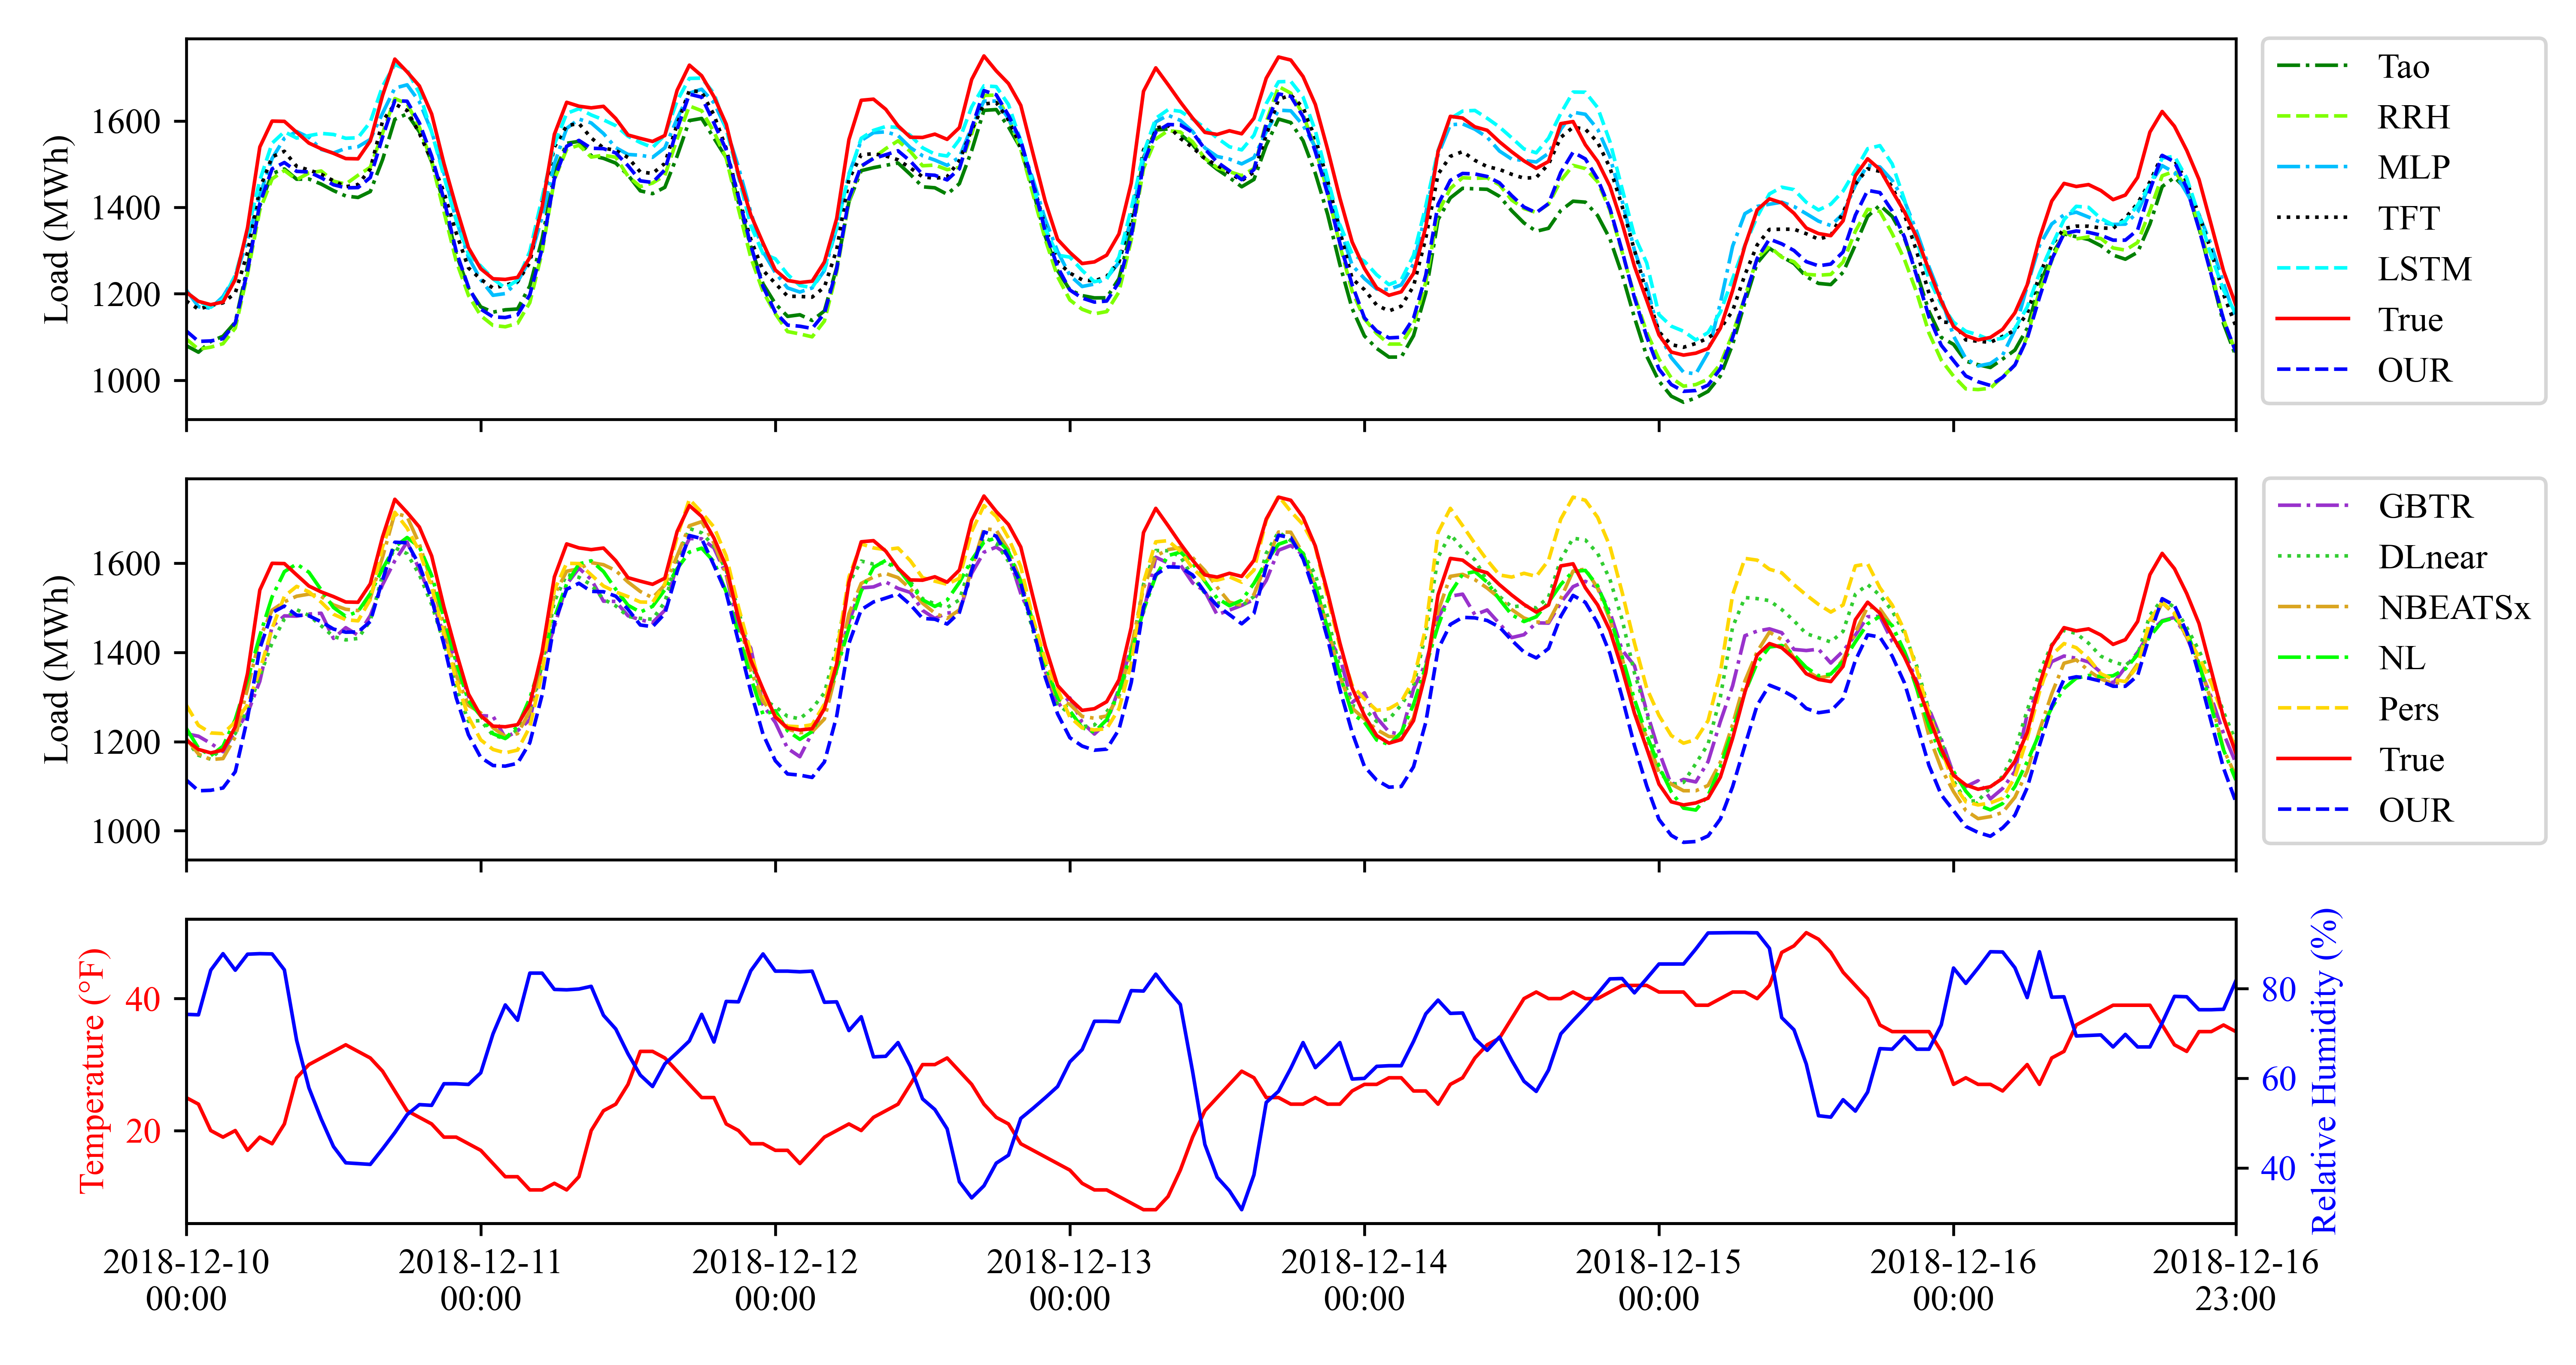 Load (MWh)
1600
1400
1200
1000
Tao
RRH
MLP
TFT
LSTM
True
OUR
Load (MWh)
1600
1400
1200
1000
GBTR
DLnear
NBEATSx
NL
Pers
True
OUR
Temperature (°F)
40
20
80
60
40
Relative Humidity (%)
2018-12-10
00:00
2018-12-11
00:00
2018-12-12
00:00
2018-12-13
00:00
2018-12-14
00:00
2018-12-15
00:00
2018-12-16
00:00
2018-12-16
23:00